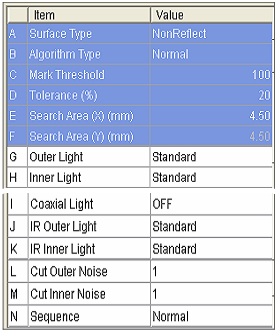 Item Value
A Surface Type NonReflect
B Algorithm Type Normal
C Mark Threshold 100
D Tolerance (%) 20
E Search Area (X) (mm) 4.50
F Search Area (Y) (mm) 4.50
G Outer Light Standard
H Inner Light Standard
I Coaxial Light OFF
J IR Outer Light Standard
K IR Inner Light Standard
L Cut Outer Noise 1
M Cut Inner Noise 1
N Sequence Normal